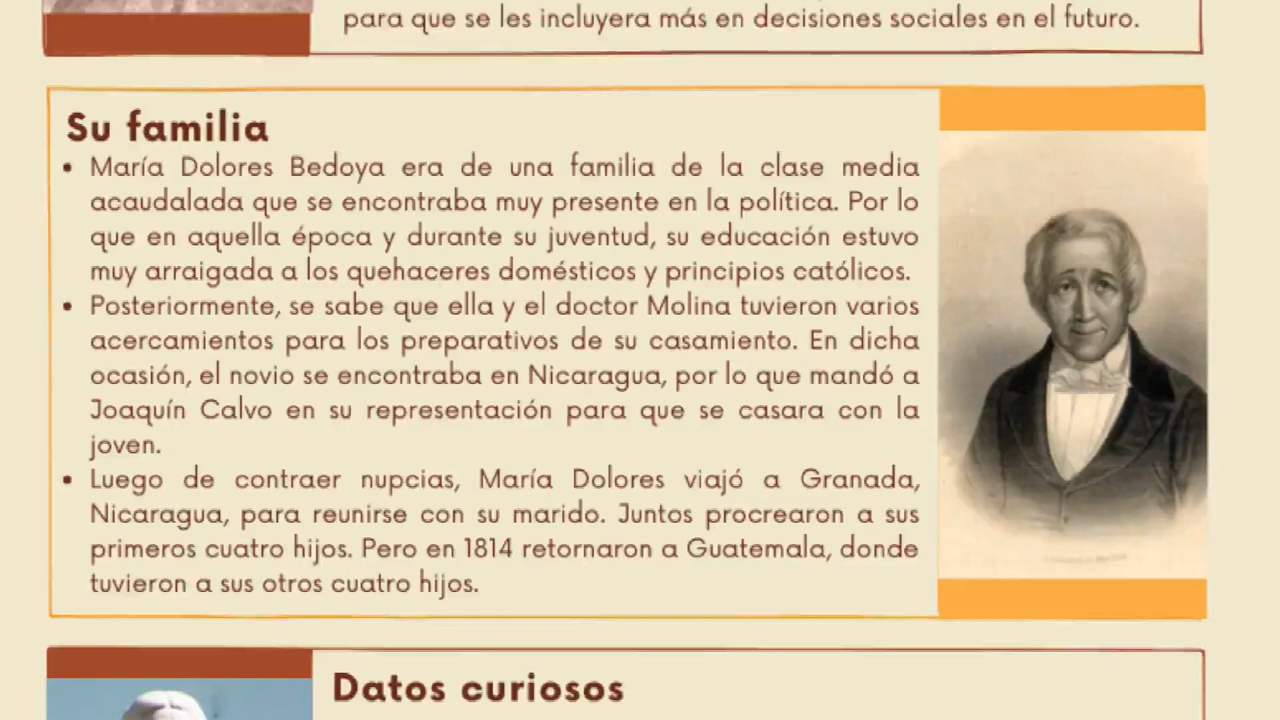 para que se les incluyera más en decisiones sociales en el futuro.
Su familia
• María Dolores Bedoya era de una familia de la clase media
acaudalada que se encontraba muy presente en la política. Por lo
que en aquella época y durante su juventud, su educación estuvo
muy arraigada a los quehaceres domésticos y principios católicos.
• Posteriormente, se sabe que ella y el doctor Molina tuvieron varios
acercamientos para los preparativos de su casamiento. En dicha
ocasión, el novio se encontraba en Nicaragua, por lo que mandó a
Joaquín Calvo en su representación para que se casara con la
joven.
• Luego de contraer nupcias, María Dolores viajó a Granada,
Nicaragua, para reunirse con su marido. Juntos procrearon a sus
primeros cuatro hijos. Pero en 1814 retornaron a Guatemala, donde
tuvieron a sus otros cuatro hijos.
Datos curiosos